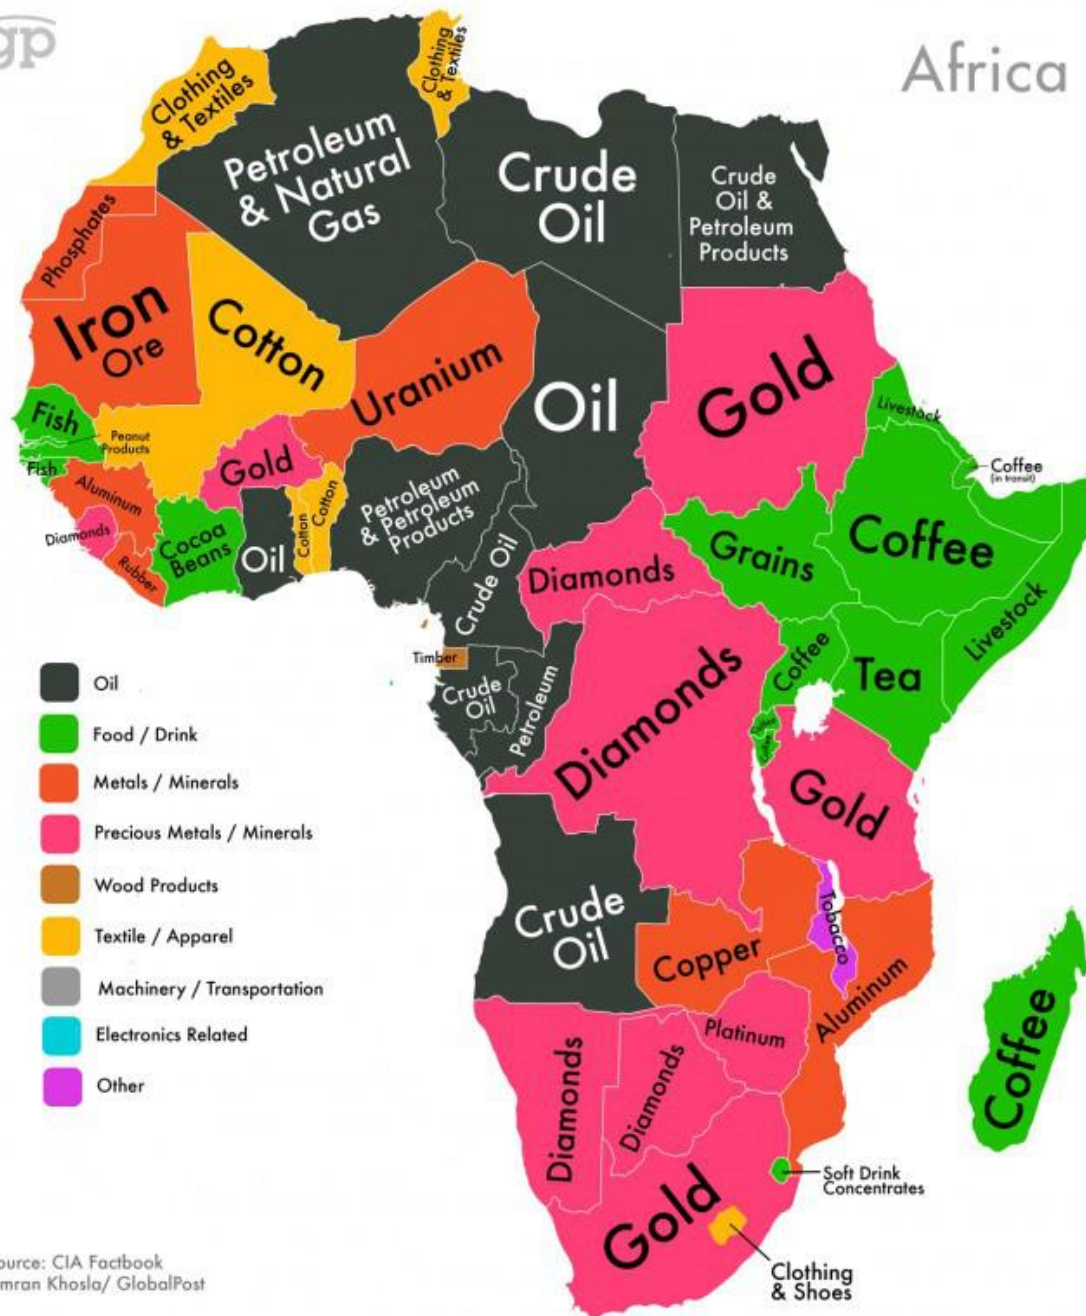 gp
Africa
Clothing
& Textiles
Clothing
& Textiles
Petroleum
& Natural
Gas
Crude
Oil
Crude
Oil &
Petroleum
Products
Phosphates
Iron
Ore
Cotton
Uranium
Oil
Gold
Livestock
Coffee
(in transit)
Fish
Peanut
Products
Fish
Aluminum
Diamonds
Rubber
Cocoa
Beans
Gold
Oil
Cotton
Cotton
Petroleum
& Petroleum
Products
Crude Oil
Diamonds
Grains
Coffee
Livestock
Timber
Crude
Oil
Petroleum
Diamonds
Coffee
Tea
Coffee
Coffee
Gold
Oil
Food / Drink
Metals / Minerals
Precious Metals / Minerals
Wood Products
Textile / Apparel
Machinery / Transportation
Electronics Related
Other
Crude
Oil
Copper
Tobacco
Aluminum
Coffee
Diamonds
Diamonds
Platinum
Gold
Soft Drink
Concentrates
Clothing
& Shoes
ource: CIA Factbook
mran Khosla/ GlobalPost